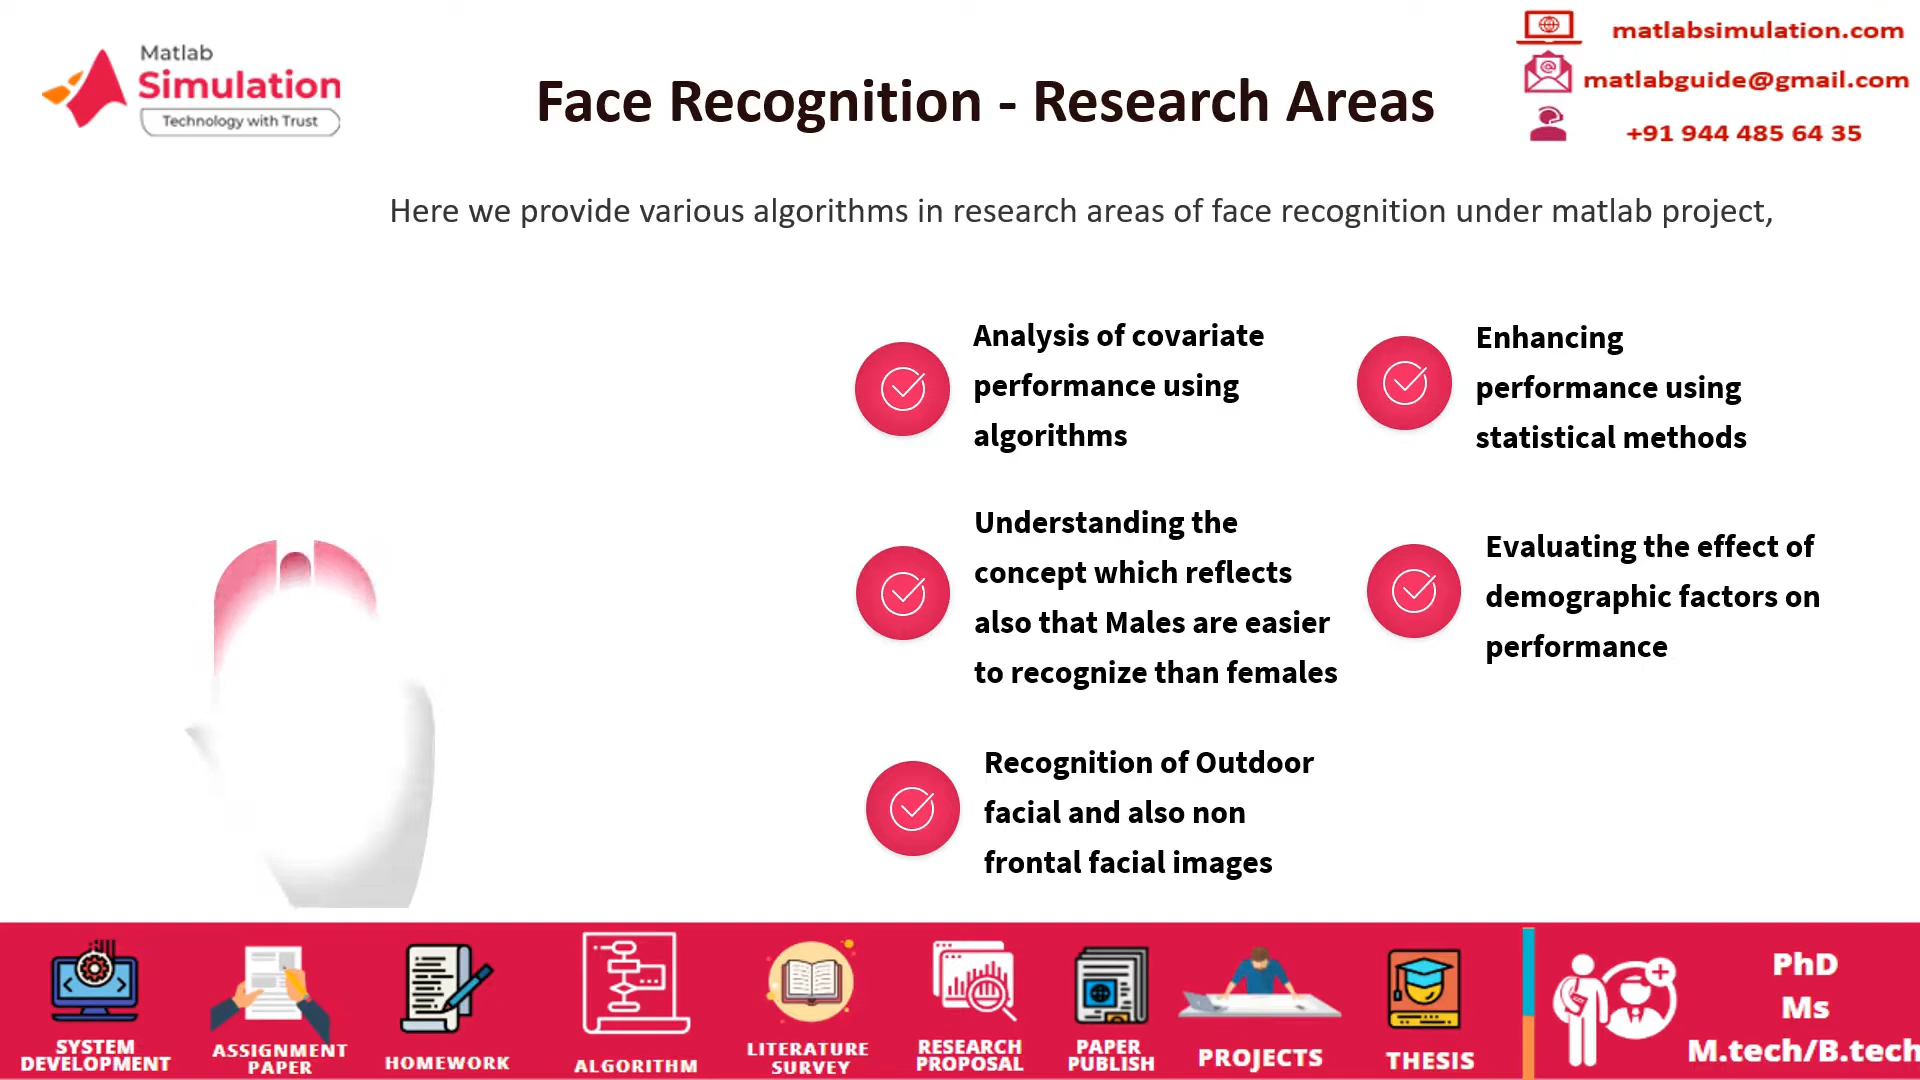 Matlab
Simulation
Technology with Trust
Face Recognition - Research Areas
matlabsimulation.com
matlabguide@gmail.com
+91 944 485 64 35
Here we provide various algorithms in research areas of face recognition under matlab project,
Analysis of covariate
performance using
algorithms
Enhancing
performance using
statistical methods
Understanding the
concept which reflects
also that Males are easier
to recognize than females
Evaluating the effect of
demographic factors on
performance
Recognition of Outdoor
facial and also non
frontal facial images
SYSTEM
DEVELOPMENT
ASSIGNMENT
PAPER
HOMEWORK
ALGORITHM
LITERATURE
SURVEY
RESEARCH
PROPOSAL
PAPER
PUBLISH
PROJECTS
THESIS
PhD
Ms
M.tech/B.tech